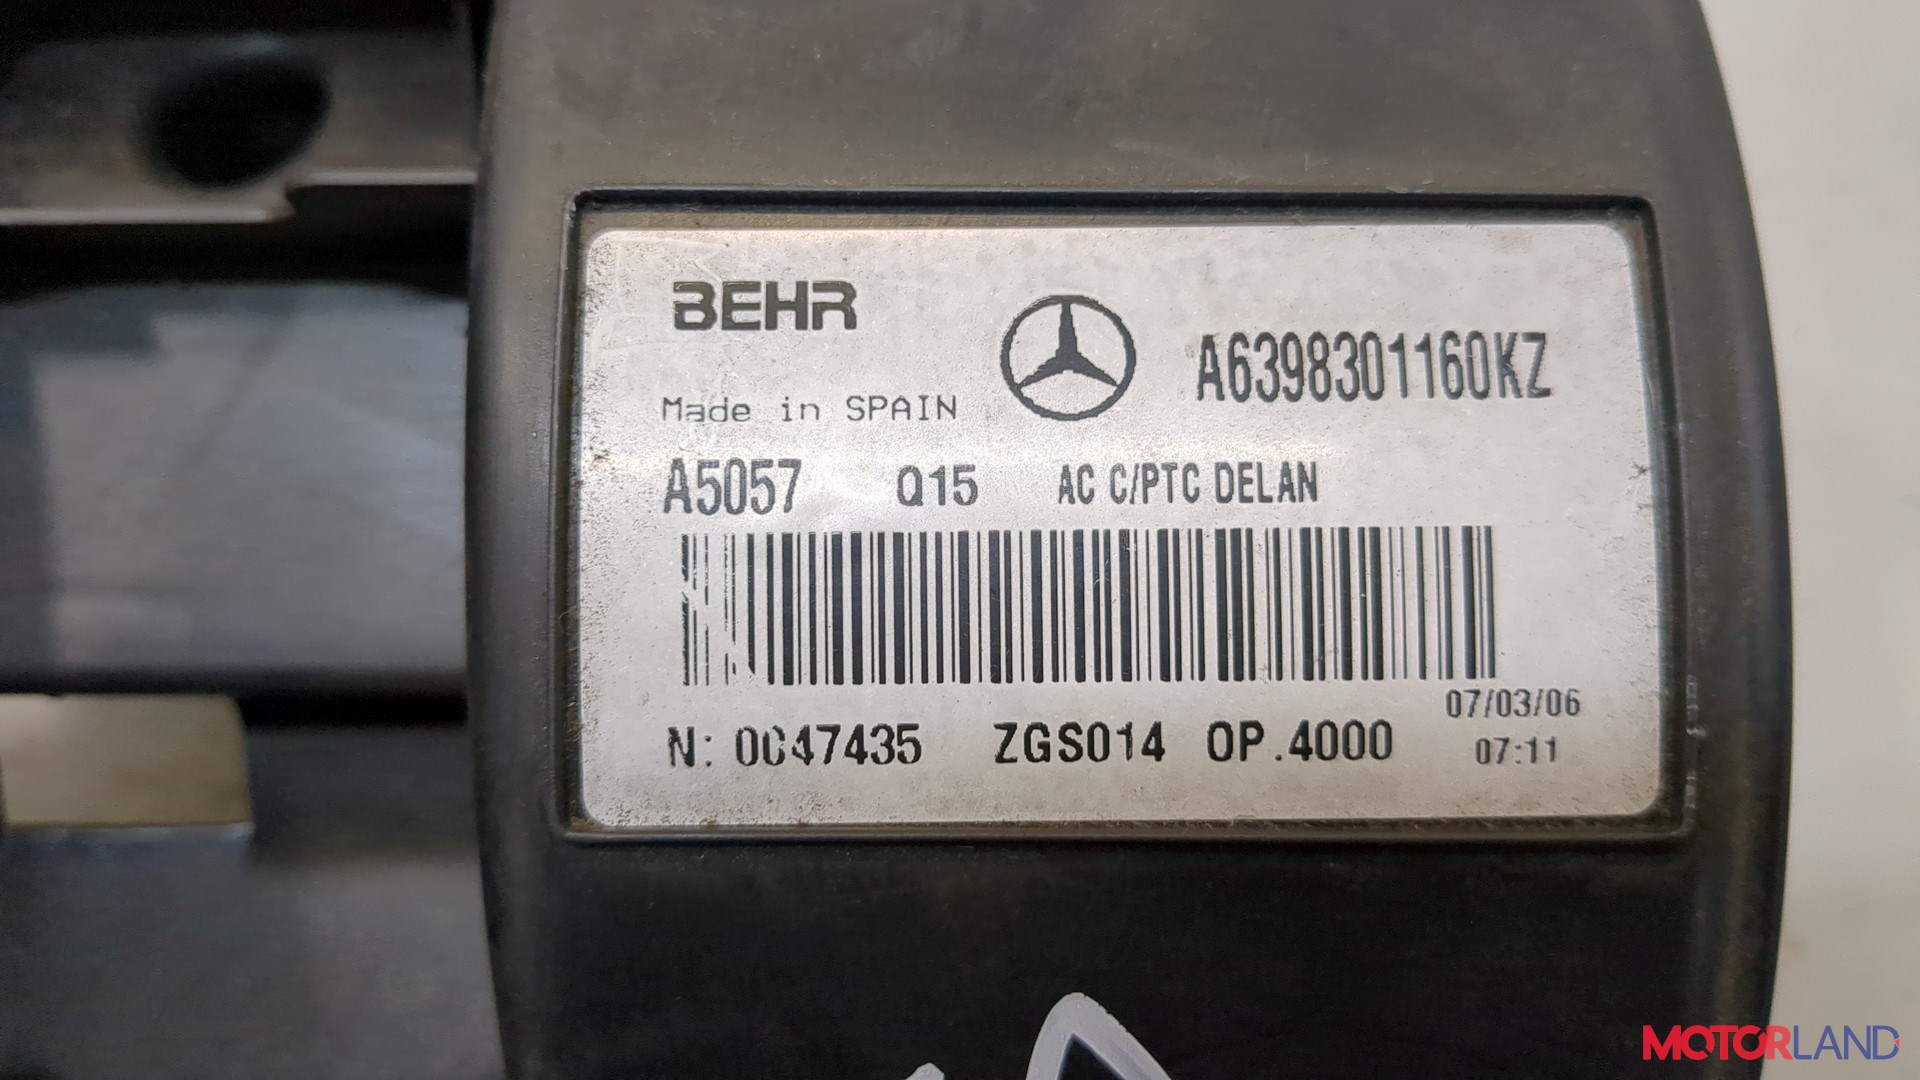 BEHR
A6398301160KZ
Made in SPAIN
A5057 Q15 AC C/PTC DELAN
07/03/06
N: 0047435 ZGS014 OP.4000
07:11
MOTORLAND